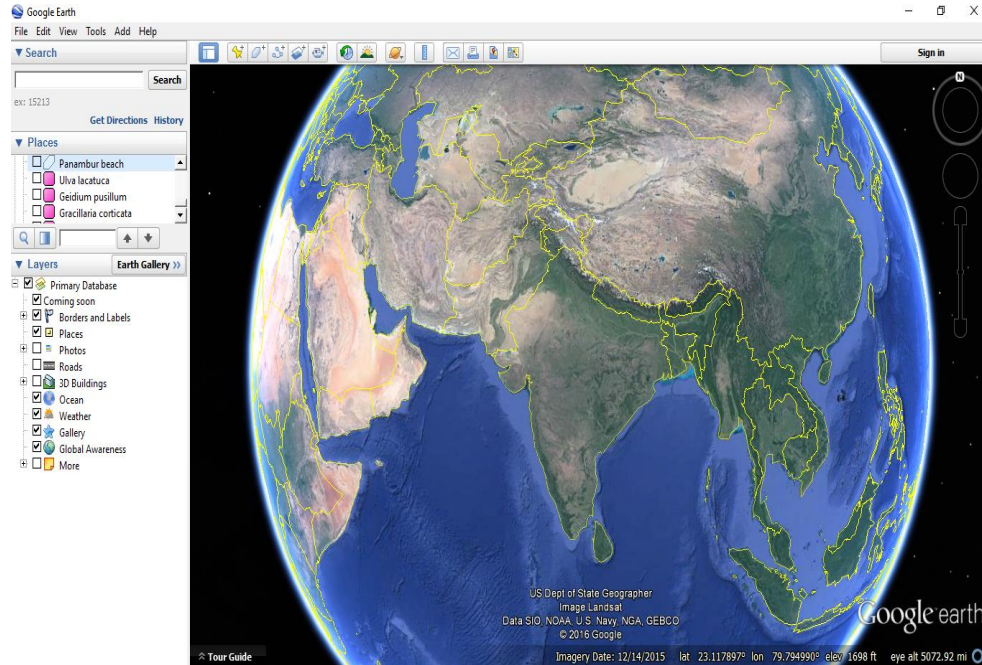 Google Earth
File Edit View Tools Add Help
▼ Search
Search
ex: 15213
Get Directions History
▼ Places
Panambur beach
Ulva lacatuca
Geidium pusillum
Gracillaria corticata
▼ Layers
Earth Gallery >>
Primary Database
Coming soon
Borders and Labels
Places
Photos
Roads
3D Buildings
Ocean
Weather
Gallery
Global Awareness
More
Sign in
N
US Dept of State Geographer
Image Landsat
Data SIO, NOAA, U.S. Navy, NGA, GEBCO
© 2016 Google
Google earth
Tour Guide
Imagery Date: 12/14/2015 lat 23.117897° lon 79.794990° elev 1698 ft eye alt 5072.92 mi